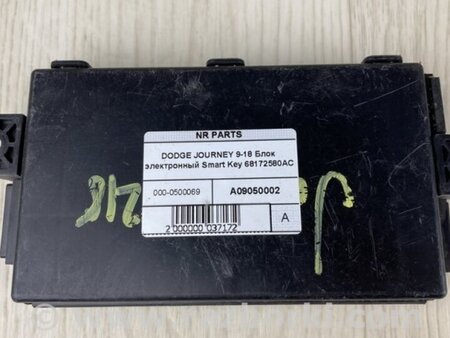 NR PARTS
DODGE JOURNEY 9-18 Блок
электронный Smart Key 68172580AC
000-0500069
A09050002
2 000000 037172
A